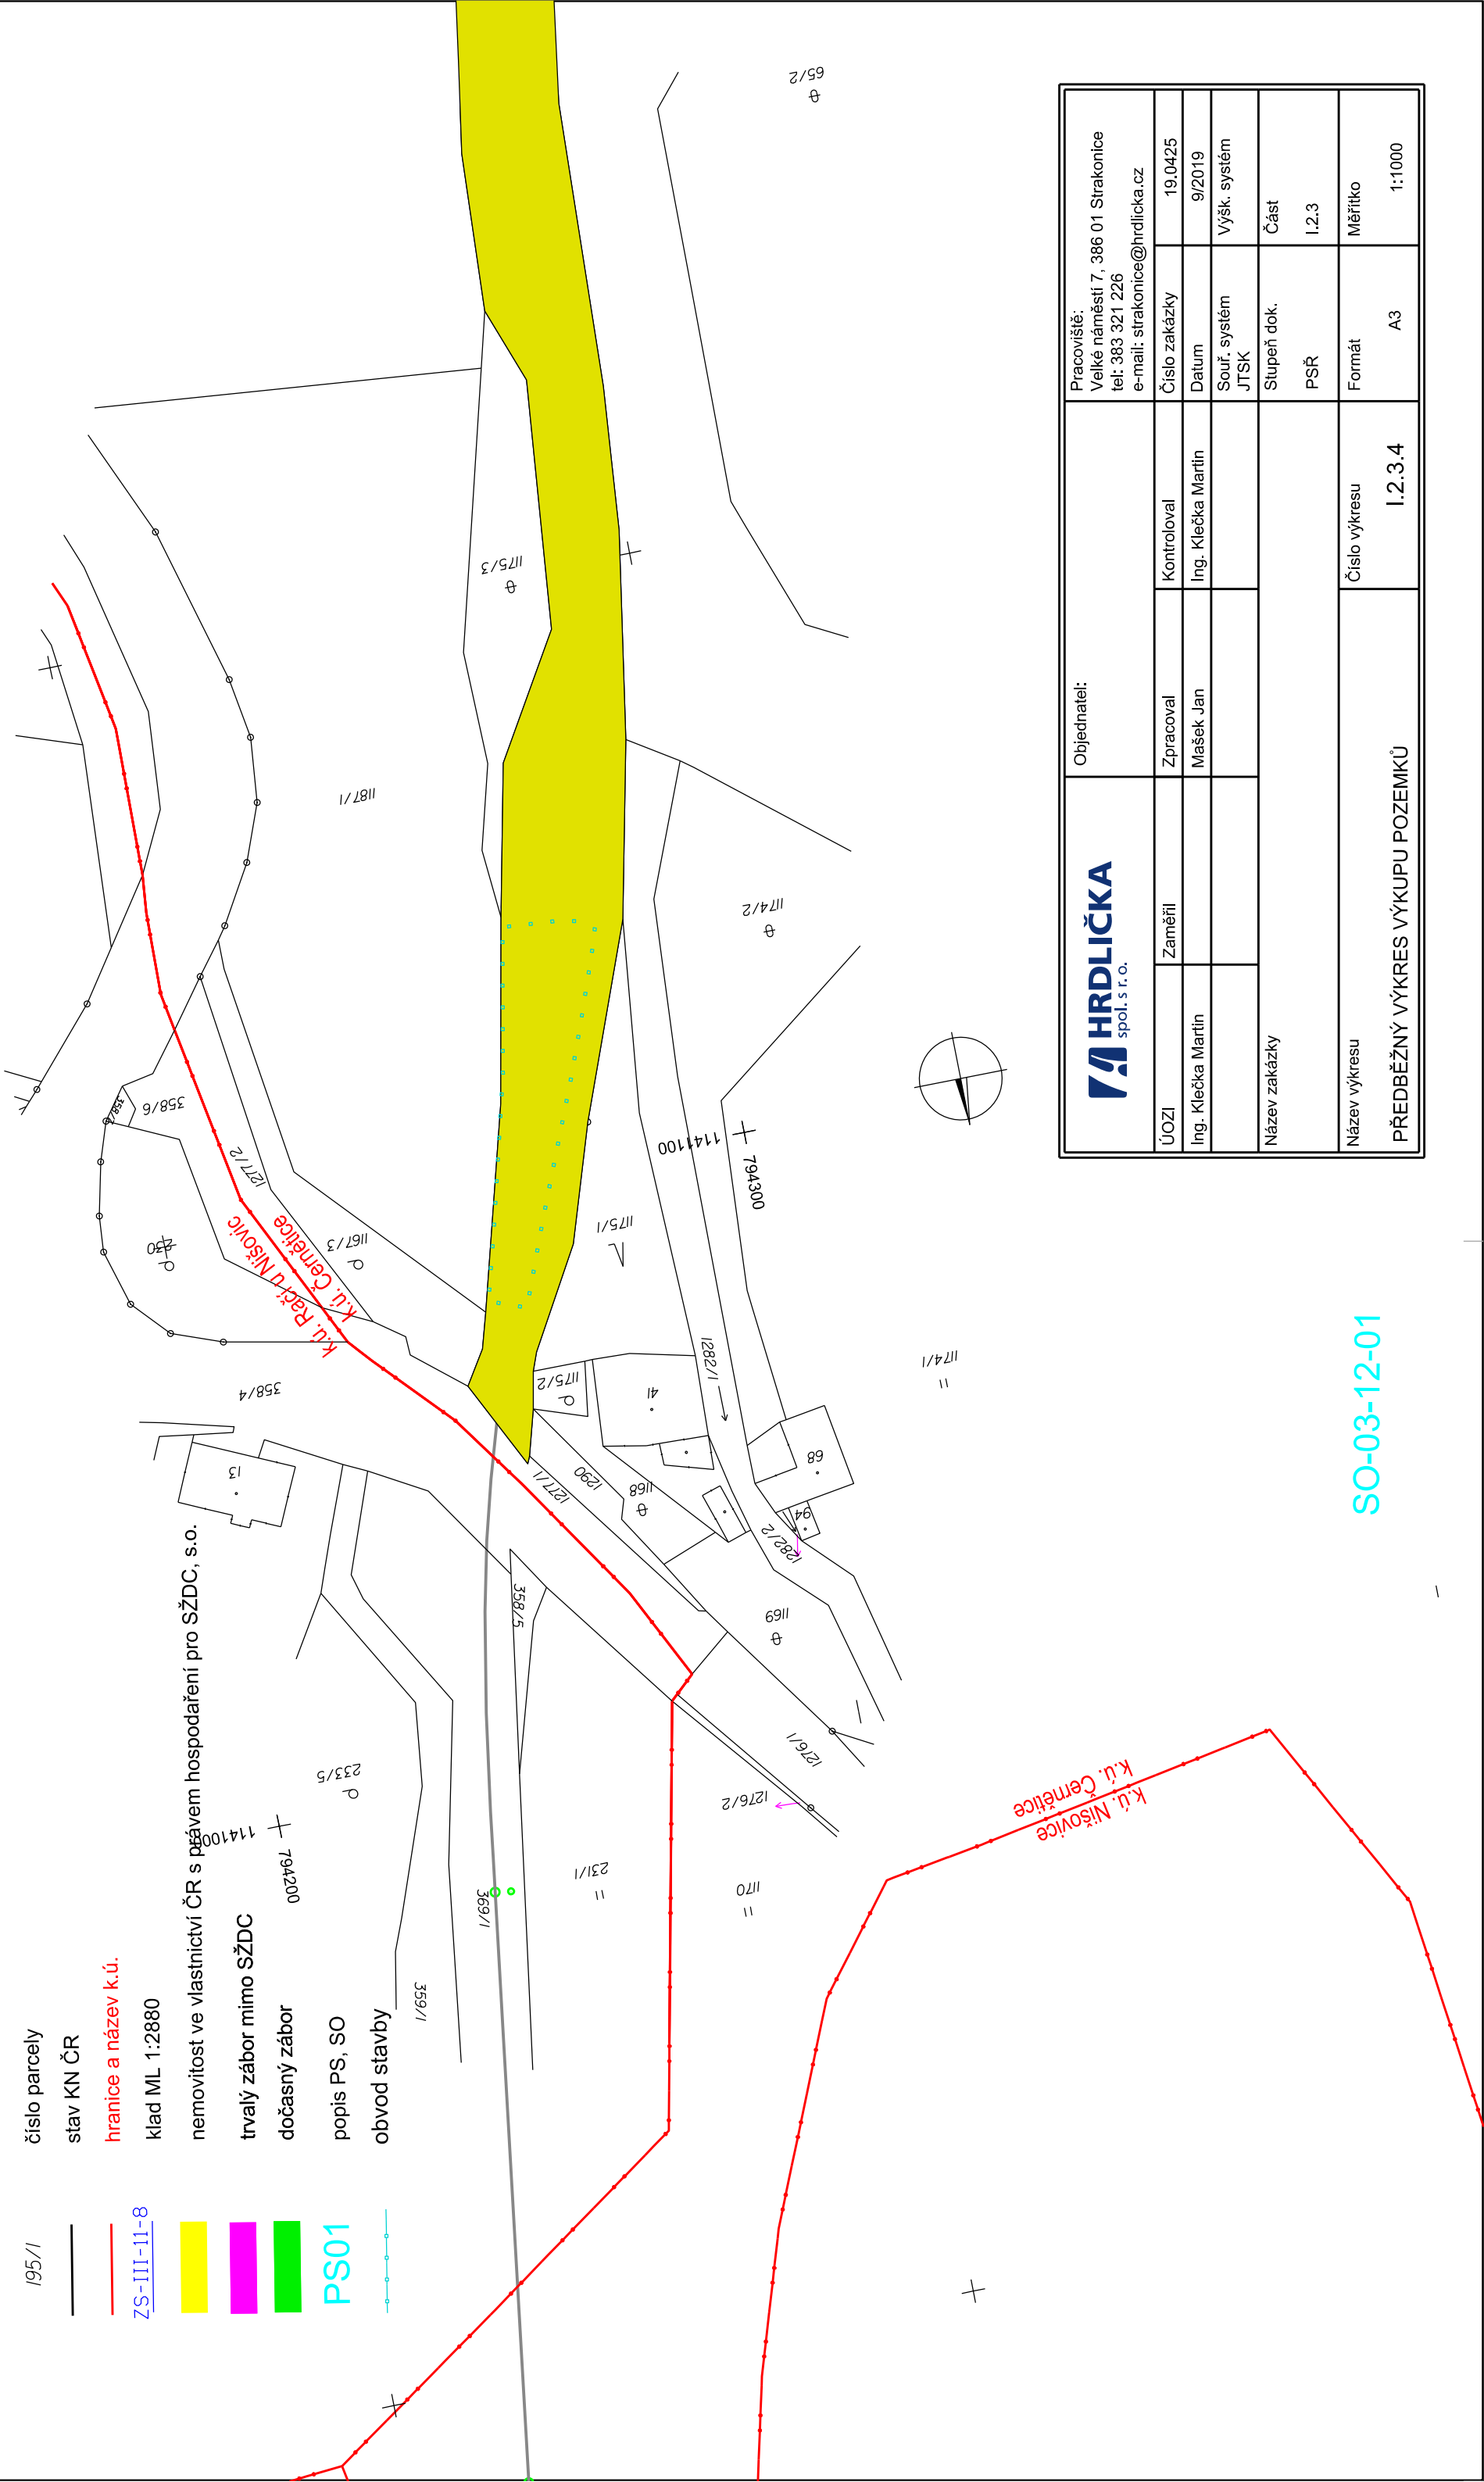 195/1 číslo parcely
stav KN ČR
hranice a název k.ú.
ZS-III-11-8 klad ML 1:2880
nemovitost ve vlastnictví ČR s právem hospodaření pro SŽDC, s.o.
trvalý zábor mimo SŽDC
dočasný zábor
PS01 popis PS, SO
obvod stavby
359/1
369/1
1141000
794200
233/5
231/1
1170
1276/2
1276/1
358/5
1169
13
358/4
1277/1
1290
1168
1282/2
94
68
41
1175/2
1282/1
1174/1
k.ú. Račí u Nišovic
k.ú. Černětice
230
1167/3
1277/2
358/6
1175/1
1141100
794300
1187/1
1174/2
1175/3
65/2
k.ú. Černětice
k.ú. Nišovice
SO-03-12-01
HRDLIČKA
spol. s r. o.
Objednatel:
Pracoviště:
Velké náměstí 7, 386 01 Strakonice
tel: 383 321 226
e-mail: strakonice@hrdlicka.cz
ÚOZI Zaměřil Zpracoval Kontroloval Číslo zakázky 19.0425
Ing. Klečka Martin Mašek Jan Ing. Klečka Martin Datum 9/2019
Souř. systém Výšk. systém
JTSK
Název zakázky Stupeň dok. Část
PSŘ I.2.3
Název výkresu Číslo výkresu Formát Měřítko
PŘEDBĚŽNÝ VÝKRES VÝKUPU POZEMKŮ I.2.3.4 A3 1:1000